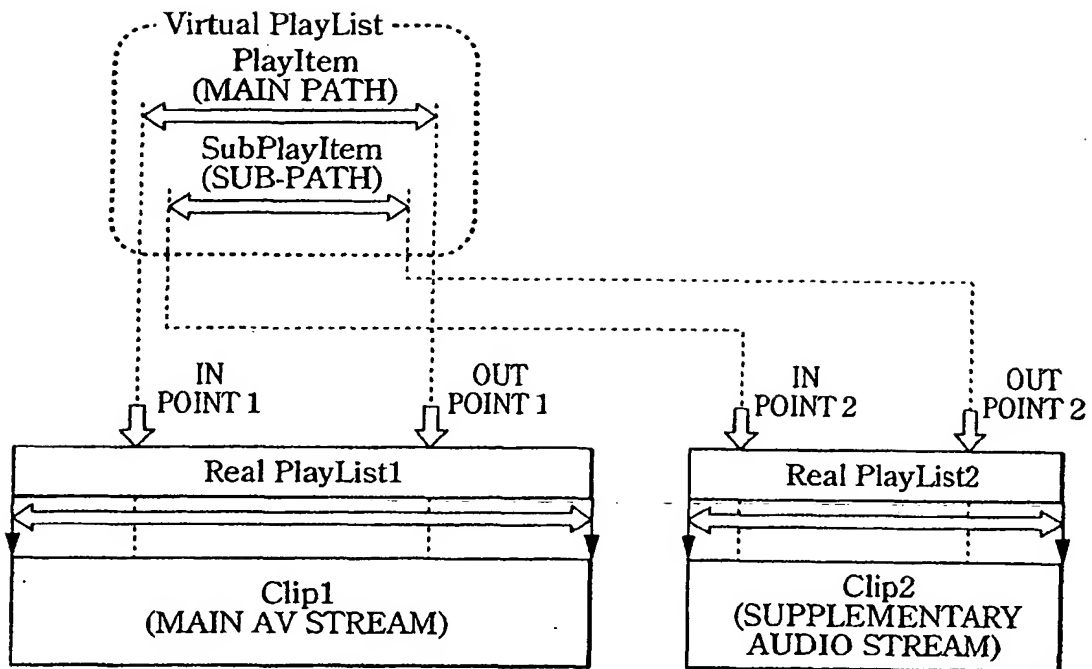 Virtual PlayList
PlayItem
(MAIN PATH)
SubPlayItem
(SUB-PATH)
IN
POINT 1
OUT
POINT 1
IN
POINT 2
OUT
POINT 2
Real PlayList1
Real PlayList2
Clip1
(MAIN AV STREAM)
Clip2
(SUPPLEMENTARY
AUDIO STREAM)